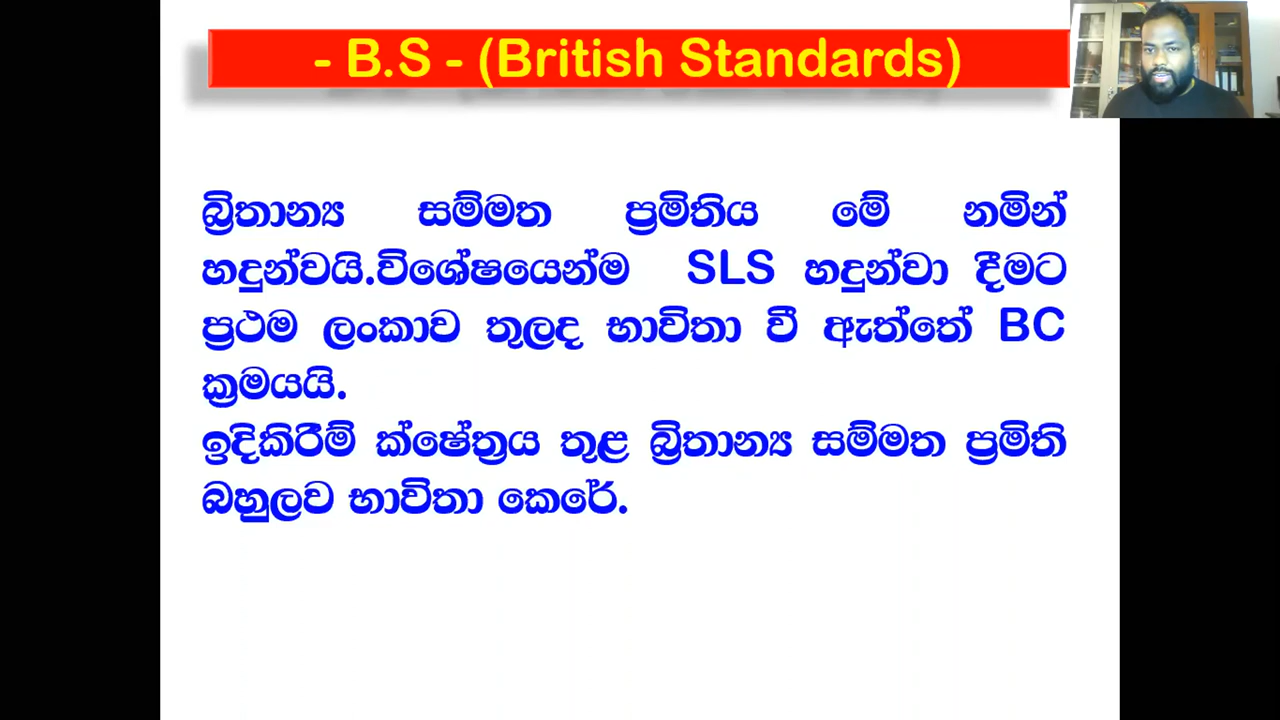 - B.S - (British Standards)
බ්‍රිතාන්‍ය සම්මත ප්‍රමිතිය මේ නමින්
හදුන්වයි.විශේෂයෙන්ම SLS හදුන්වා දීමට
ප්‍රථම ලංකාව තුලද භාවිතා වී ඇත්තේ BC
ක්‍රමයයි.
ඉදිකිරීම් ක්ෂේත්‍රය තුළ බ්‍රිතාන්‍ය සම්මත ප්‍රමිති
බහුලව භාවිතා කෙරේ.